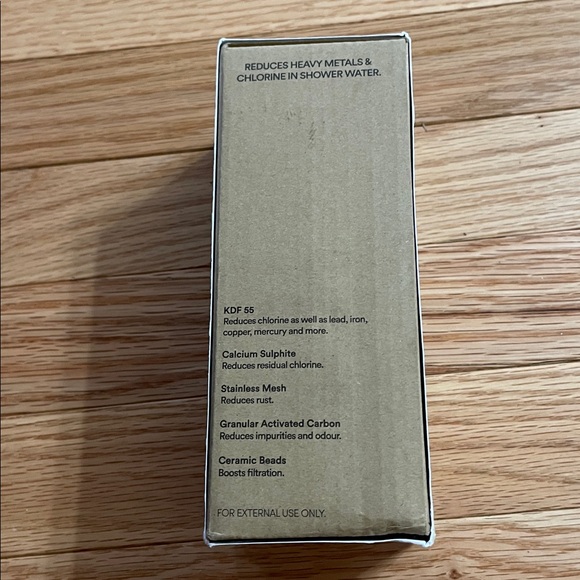 REDUCES HEAVY METALS &
CHLORINE IN SHOWER WATER.
KDF 55
Reduces chlorine as well as lead, iron,
copper, mercury and more.
Calcium Sulphite
Reduces residual chlorine.
Stainless Mesh
Reduces rust.
Granular Activated Carbon
Reduces impurities and odour.
Ceramic Beads
Boosts filtration.
FOR EXTERNAL USE ONLY.